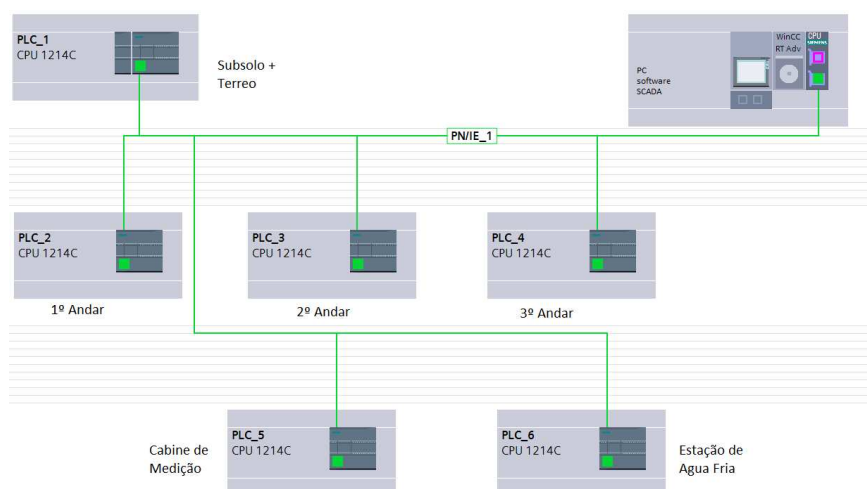 PLC_1
CPU 1214C
Subsolo +
Terreo
PC
software
SCADA
WinCC
RT Adv
CPU
SIEMENS
PN/IE_1
PLC_2
CPU 1214C
PLC_3
CPU 1214C
PLC_4
CPU 1214C
1º Andar
2º Andar
3º Andar
Cabine de
Medição
PLC_5
CPU 1214C
PLC_6
CPU 1214C
Estação de
Agua Fria